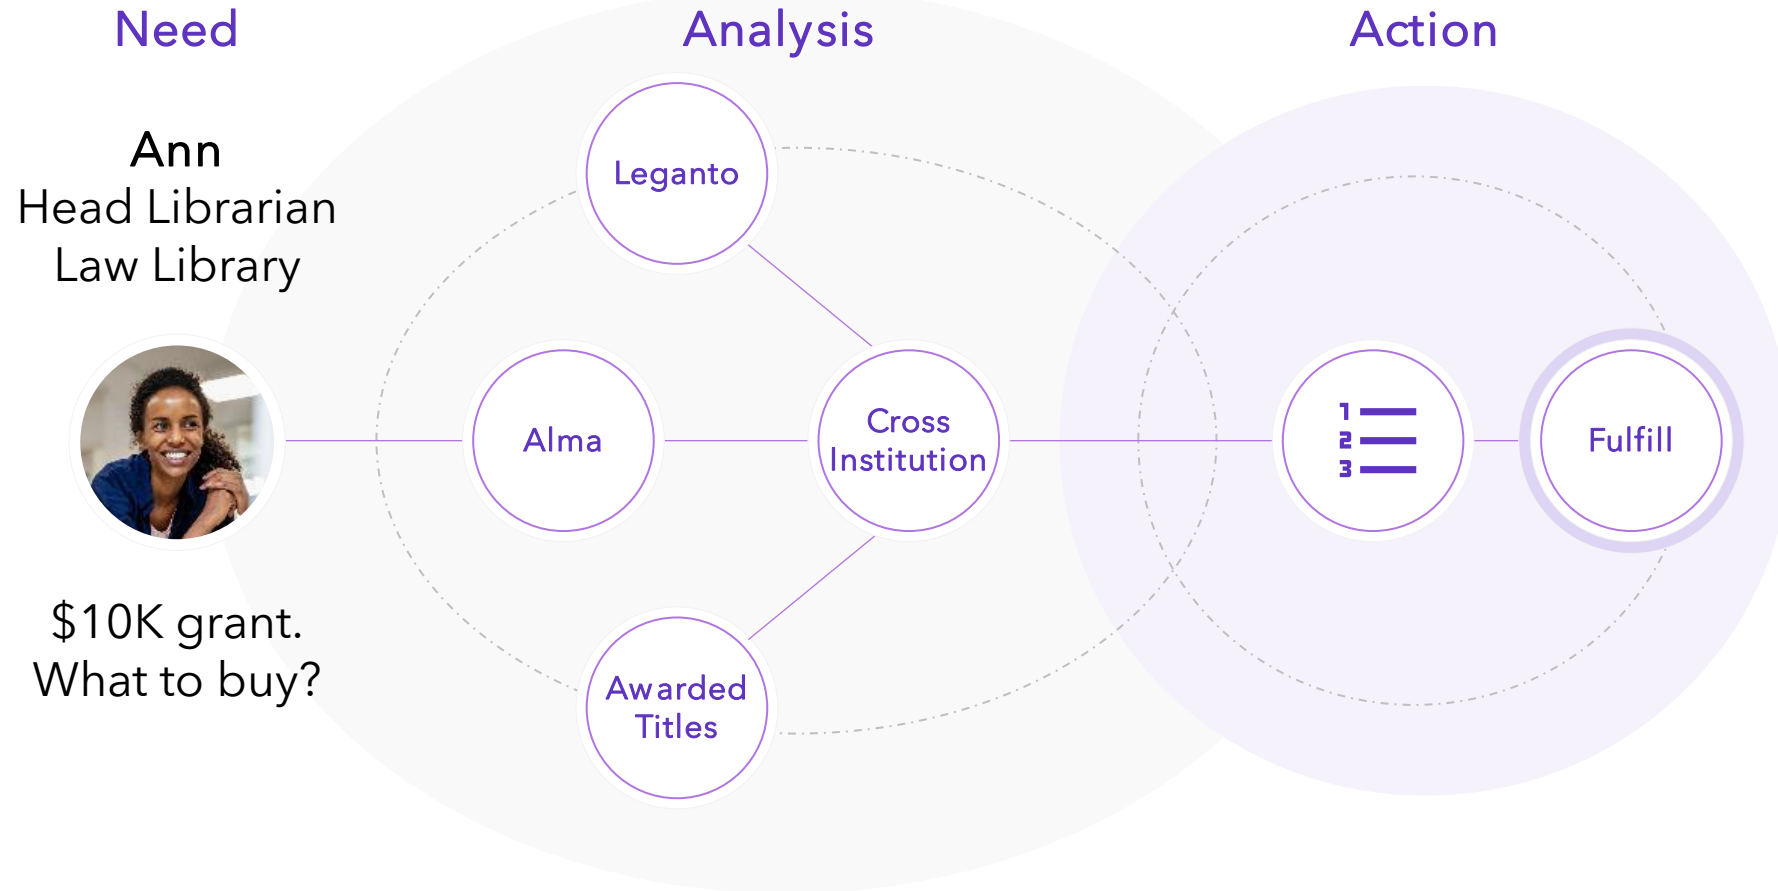 Need
Analysis
Action
Ann
Head Librarian
Law Library
$10K grant.
What to buy?
Leganto
Alma
Awarded
Titles
Cross
Institution
1
2
3
Fulfill